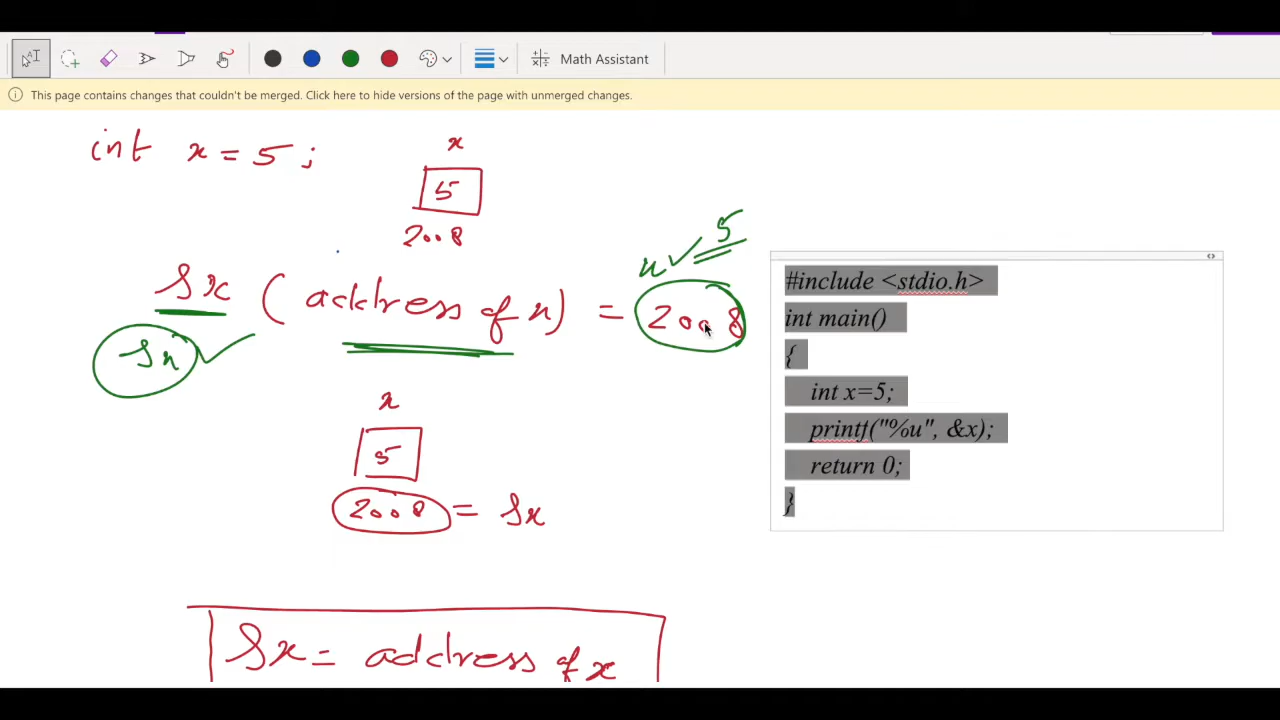 Math Assistant
This page contains changes that couldn't be merged. Click here to hide versions of the page with unmerged changes.
int x = 5 ;
x
5
2008
&x ( address of x ) = 2008
x 5
&x
x
5
2008 = &x
&x = address of x
#include <stdio.h>
int main()
{
int x=5;
printf("%u", &x);
return 0;
}